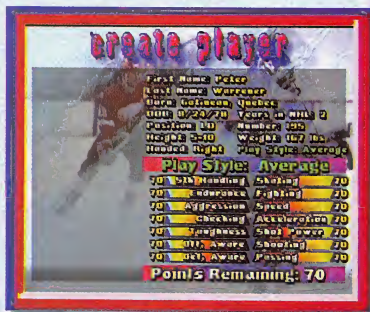 create player
First Name: Peter
Last Name: Warrener
Born: Gatineau, Quebec
DOB: 8/24/78 Years in NHL: 2
Position LD Number: 195
Height: 5-10 Weight: 167 lbs.
Handed: Right Play Style: Average
Play Style: Average
70 Stk Handling Skating 70
70 Endurance Fighting 70
70 Aggression Speed 70
70 Checking Acceleration 70
70 Toughness Shot Power 70
70 Off. Aware Shooting 70
70 Def. Aware Passing 70
Points Remaining: 70